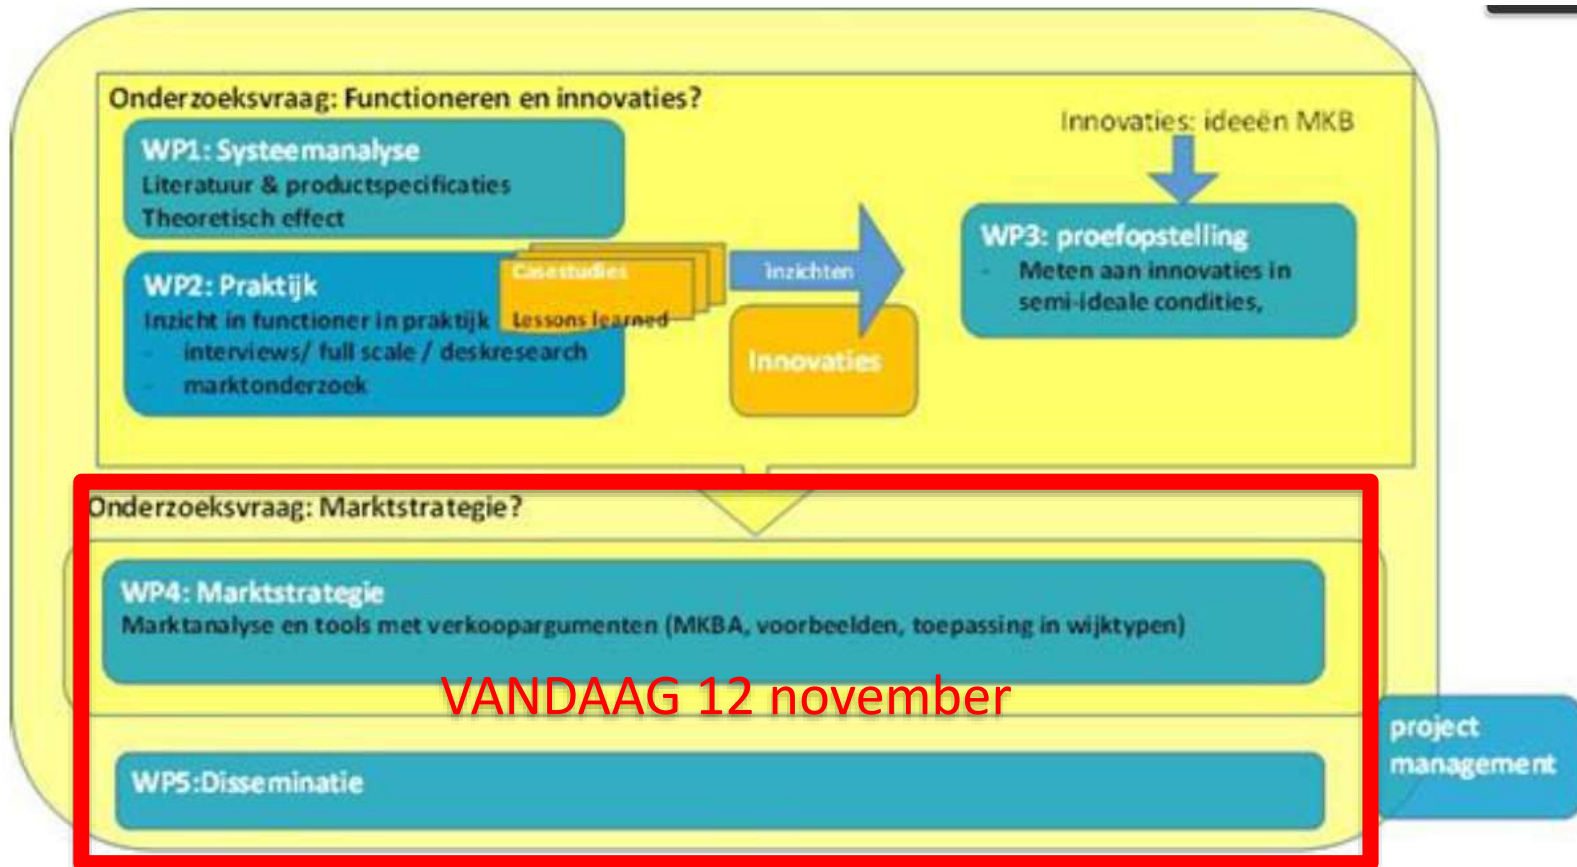 Onderzoeksvraag: Functioneren en innovaties?
WP1: Systeemanalyse
Literatuur & productspecificaties
Theoretisch effect
WP2: Praktijk
Inzicht in functioner in praktijk
- interviews/ full scale / deskresearch
- marktonderzoek
Casestudies
Lessons learned
Inzichten
Innovaties
Innovaties: ideeën MKB
WP3: proefopstelling
- Meten aan innovaties in
semi-ideale condities,
Onderzoeksvraag: Marktstrategie?
WP4: Marktstrategie
Marktanalyse en tools met verkoopargumenten (MKBA, voorbeelden, toepassing in wijktypen)
VANDAAG 12 november
WP5:Disseminatie
project
management